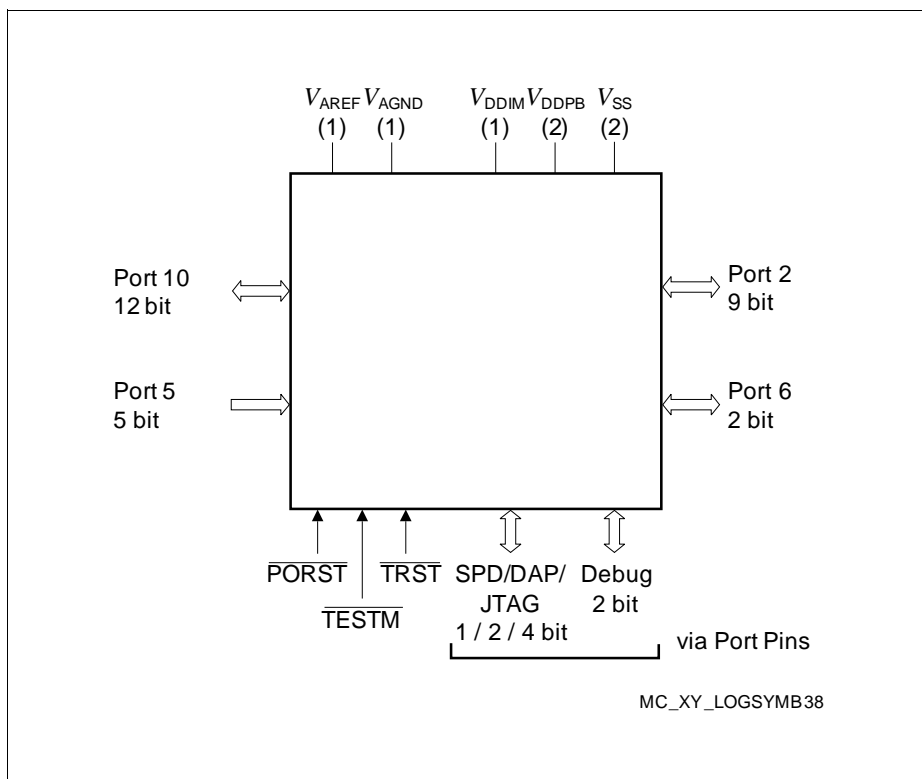 VAREF VAGND VDDIM VDDPB VSS
(1) (1) (1) (2) (2)
Port 10
12 bit
Port 2
9 bit
Port 5
5 bit
Port 6
2 bit
PORST
TESTM
TRST
SPD/DAP/
JTAG
1 / 2 / 4 bit
Debug
2 bit
via Port Pins
MC_XY_LOGSYMB38